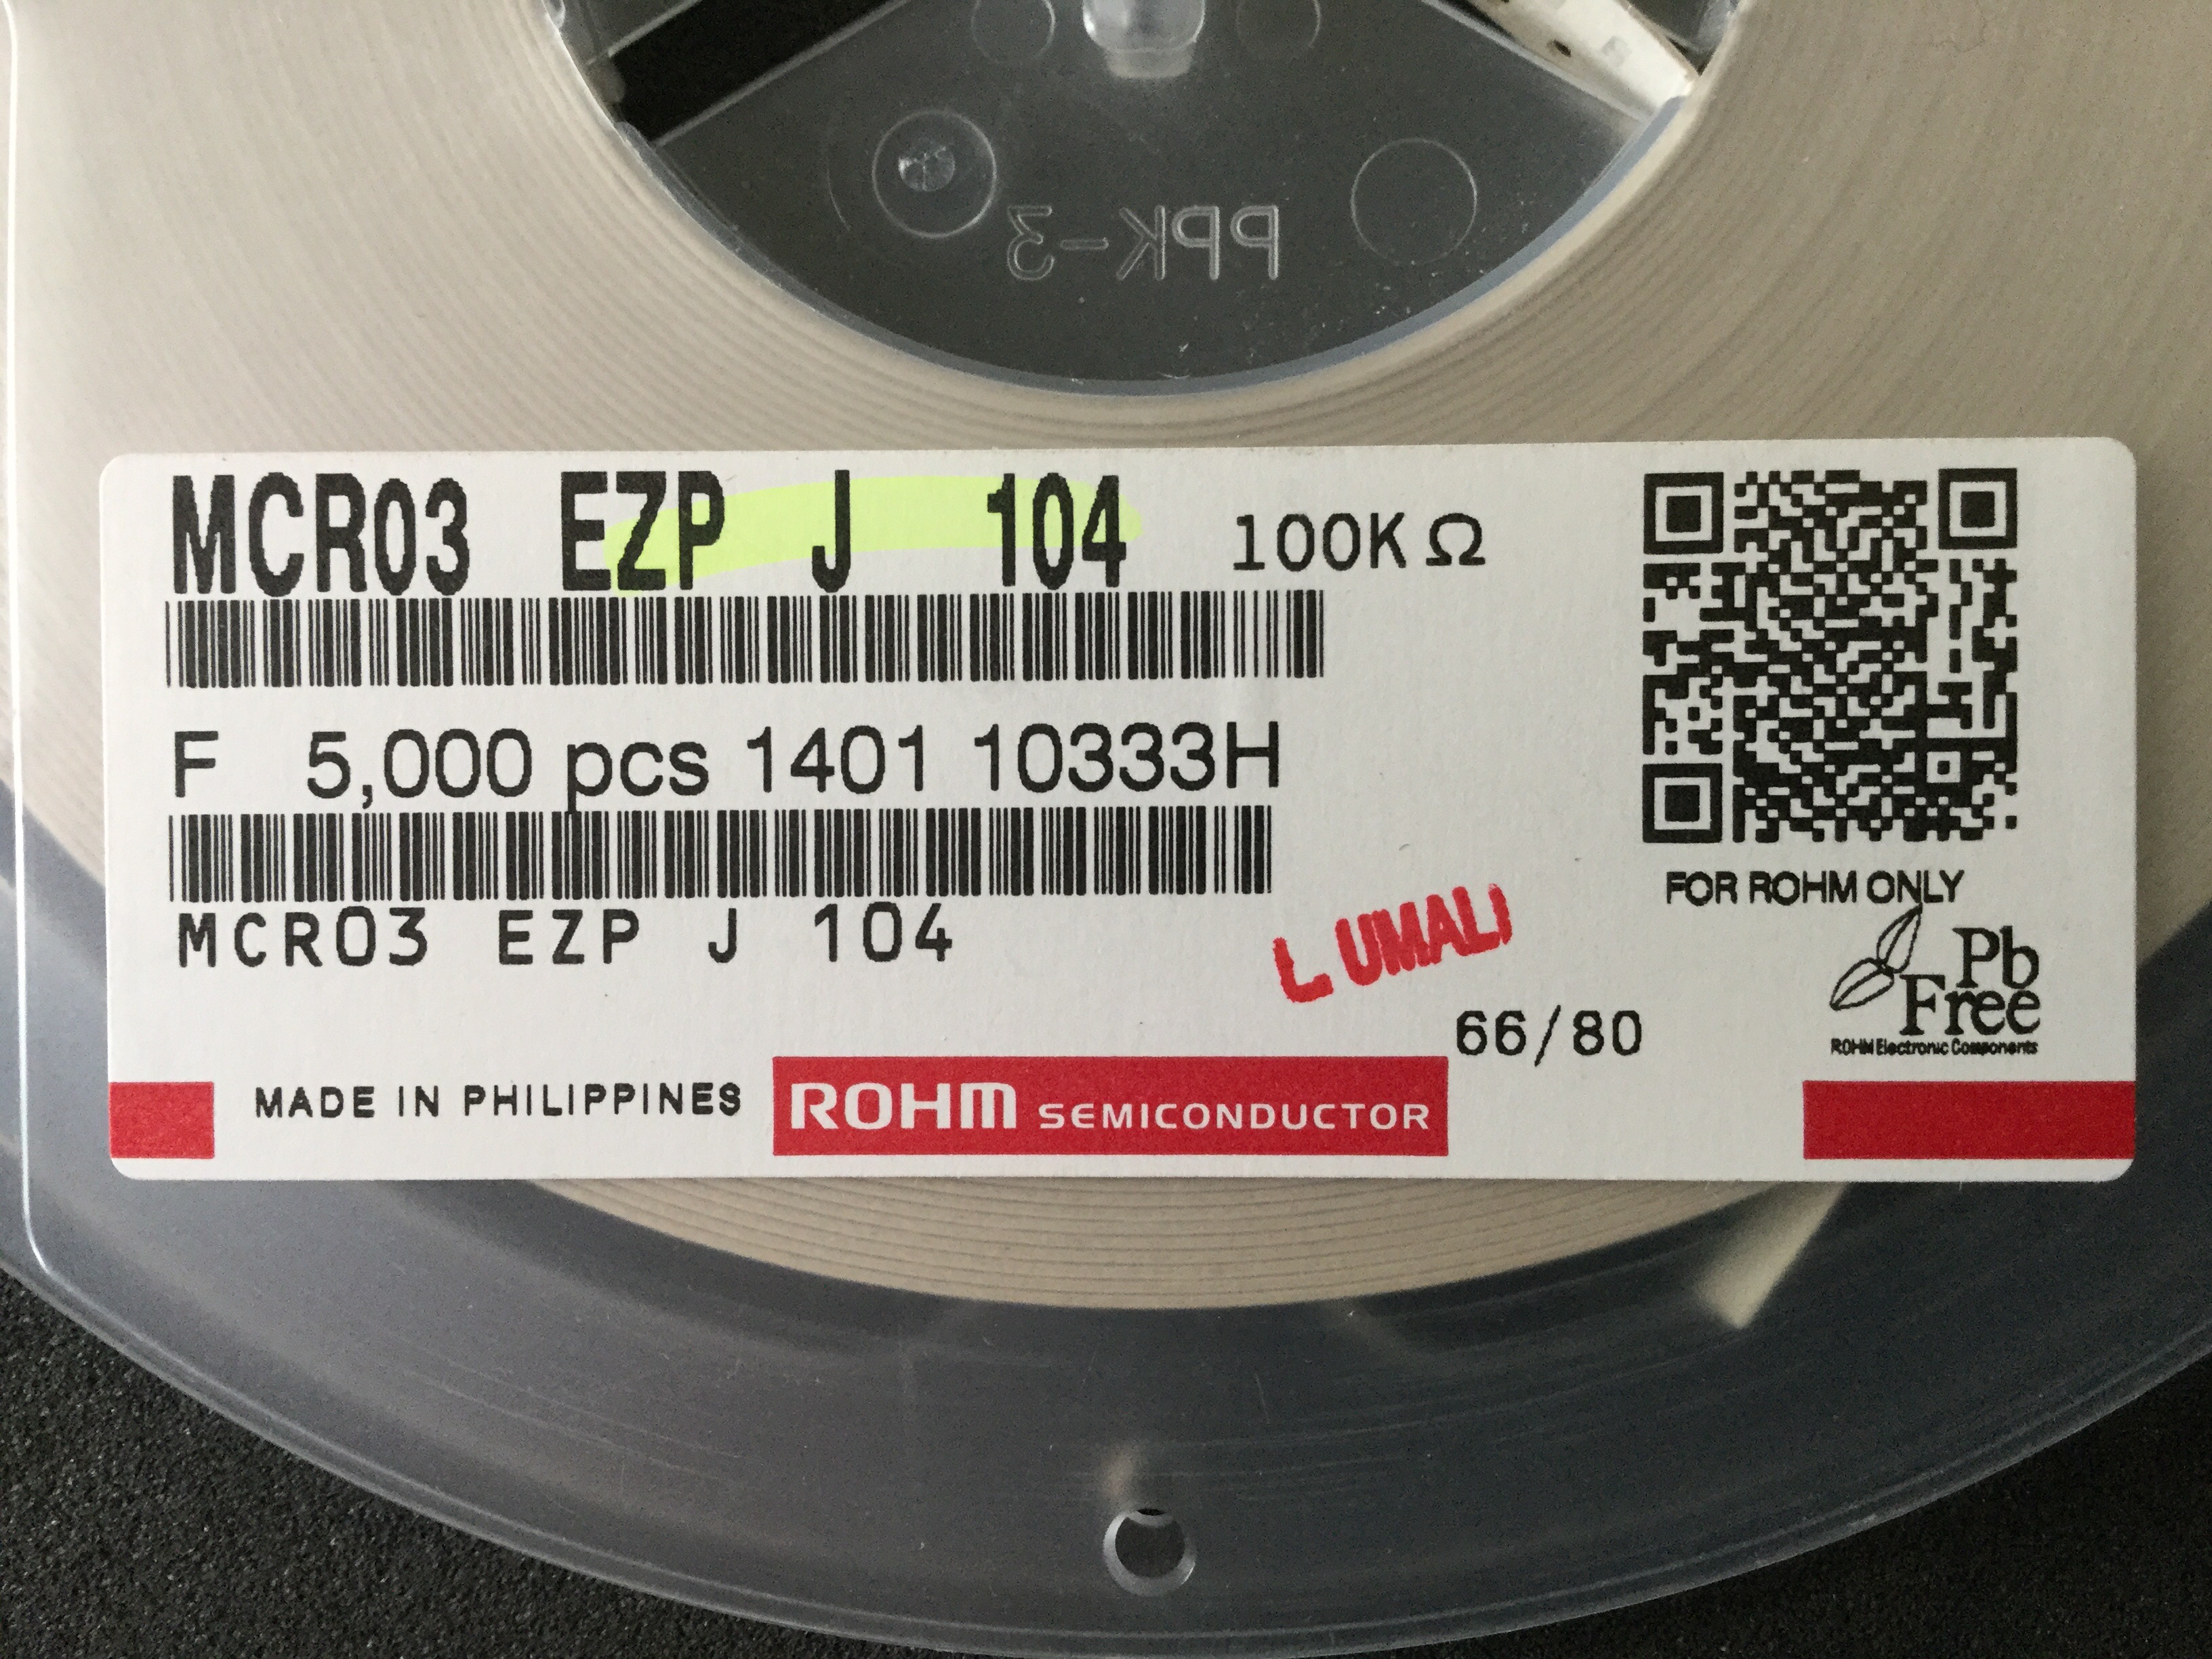 PPK-3
MCR03 EZP J 104 100KΩ
F 5,000 pcs 1401 10333H
MCR03 EZP J 104
L UMALI
FOR ROHM ONLY
Pb
Free
ROHM Electronic Components
66/80
MADE IN PHILIPPINES
ROHM SEMICONDUCTOR